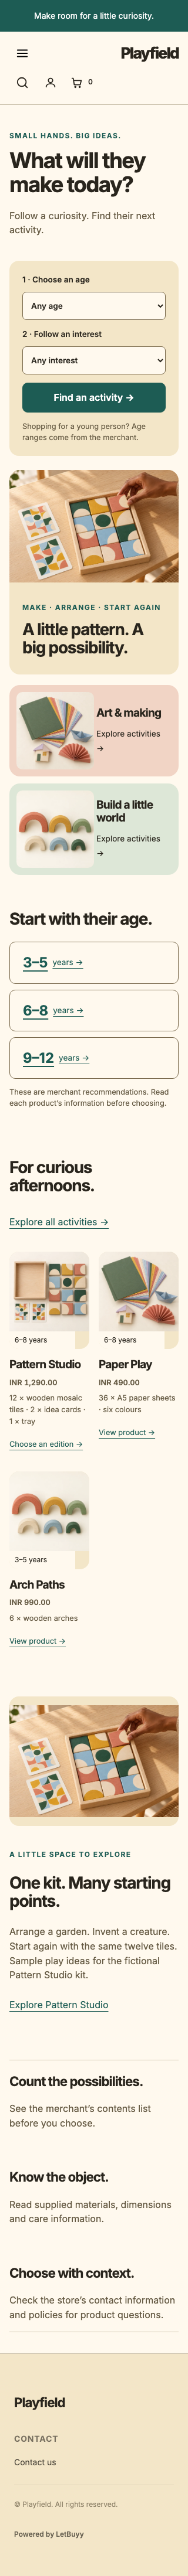 Make room for a little curiosity.
Playfield
0
SMALL HANDS. BIG IDEAS.
What will they
make today?
Follow a curiosity. Find their next
activity.
1 · Choose an age
Any age
2 · Follow an interest
Any interest
Find an activity →
Shopping for a young person? Age
ranges come from the merchant.
MAKE · ARRANGE · START AGAIN
A little pattern. A
big possibility.
Art & making
Explore activities
→
Build a little
world
Explore activities
→
Start with their age.
3–5 years →
6–8 years →
9–12 years →
These are merchant recommendations. Read
each product's information before choosing.
For curious
afternoons.
Explore all activities →
6–8 years
Pattern Studio
INR 1,290.00
12 × wooden mosaic
tiles · 2 × idea cards ·
1 × tray
Choose an edition →
6–8 years
Paper Play
INR 490.00
36 × A5 paper sheets
· six colours
View product →
3–5 years
Arch Paths
INR 990.00
6 × wooden arches
View product →
A LITTLE SPACE TO EXPLORE
One kit. Many starting
points.
Arrange a garden. Invent a creature.
Start again with the same twelve tiles.
Sample play ideas for the fictional
Pattern Studio kit.
Explore Pattern Studio
Count the possibilities.
See the merchant's contents list
before you choose.
Know the object.
Read supplied materials, dimensions
and care information.
Choose with context.
Check the store's contact information
and policies for product questions.
Playfield
CONTACT
Contact us
© Playfield. All rights reserved.
Powered by LetBuyy